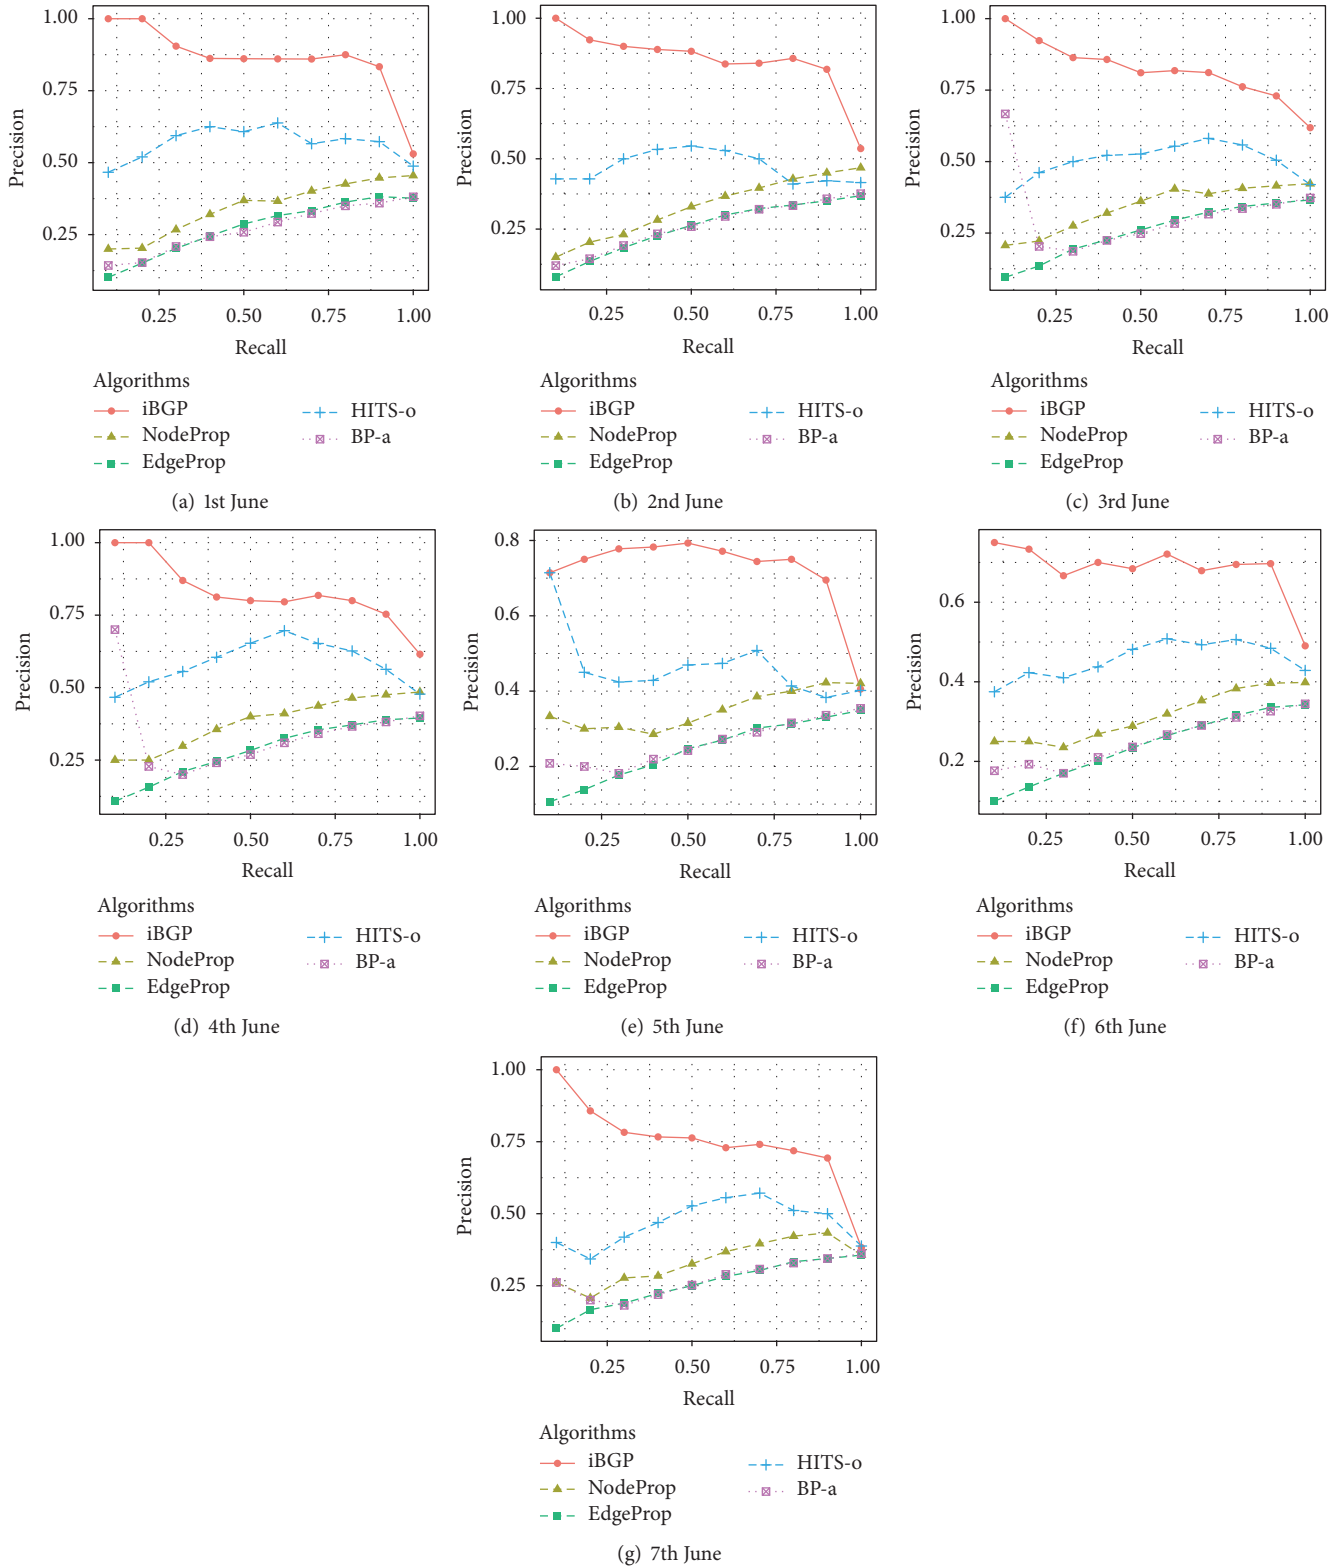 1.00
0.75
0.50
0.25
Precision
0.25 0.50 0.75 1.00
Recall
Algorithms
iBGP
NodeProp
EdgeProp
HITS-o
BP-a
(a) 1st June
1.00
0.75
0.50
0.25
Precision
0.25 0.50 0.75 1.00
Recall
Algorithms
iBGP
NodeProp
EdgeProp
HITS-o
BP-a
(b) 2nd June
1.00
0.75
0.50
0.25
Precision
0.25 0.50 0.75 1.00
Recall
Algorithms
iBGP
NodeProp
EdgeProp
HITS-o
BP-a
(c) 3rd June
1.00
0.75
0.50
0.25
Precision
0.25 0.50 0.75 1.00
Recall
Algorithms
iBGP
NodeProp
EdgeProp
HITS-o
BP-a
(d) 4th June
0.8
0.6
0.4
0.2
Precision
0.25 0.50 0.75 1.00
Recall
Algorithms
iBGP
NodeProp
EdgeProp
HITS-o
BP-a
(e) 5th June
0.6
0.4
0.2
Precision
0.25 0.50 0.75 1.00
Recall
Algorithms
iBGP
NodeProp
EdgeProp
HITS-o
BP-a
(f) 6th June
1.00
0.75
0.50
0.25
Precision
0.25 0.50 0.75 1.00
Recall
Algorithms
iBGP
NodeProp
EdgeProp
HITS-o
BP-a
(g) 7th June